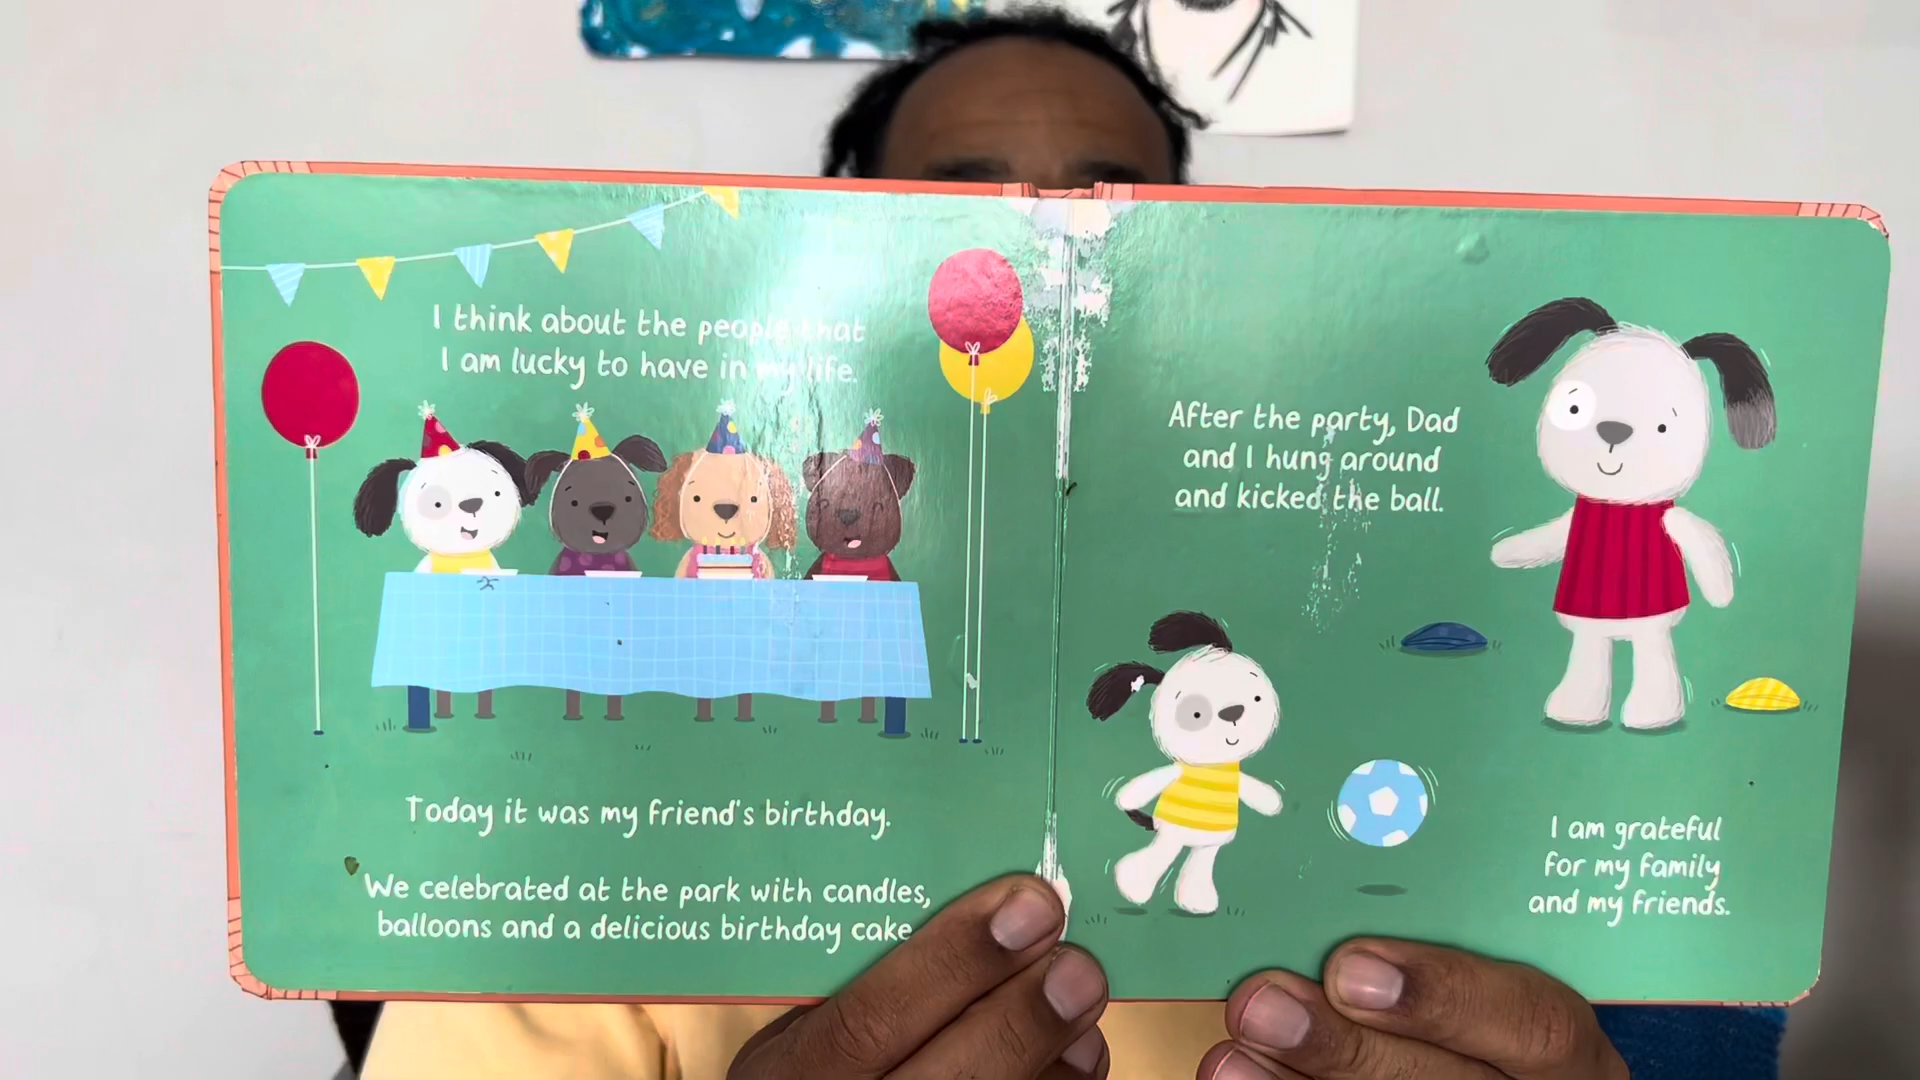 I think about the people that
I am lucky to have in my life.
Today it was my friend's birthday.
We celebrated at the park with candles,
balloons and a delicious birthday cake
After the party, Dad
and I hung around
and kicked the ball.
I am grateful
for my family
and my friends.